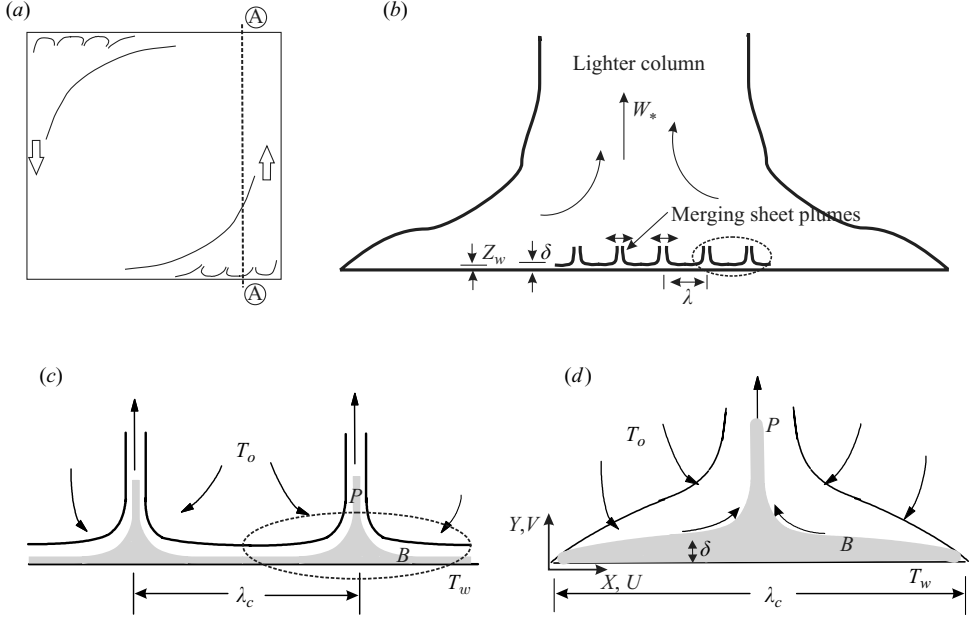 (a)
Ⓐ
Ⓐ
(b)
Lighter column
W*
Merging sheet plumes
Zw
δ
λ
(c)
To
P
B
Tw
λc
(d)
To
P
Y, V
δ
B
X, U
Tw
λc